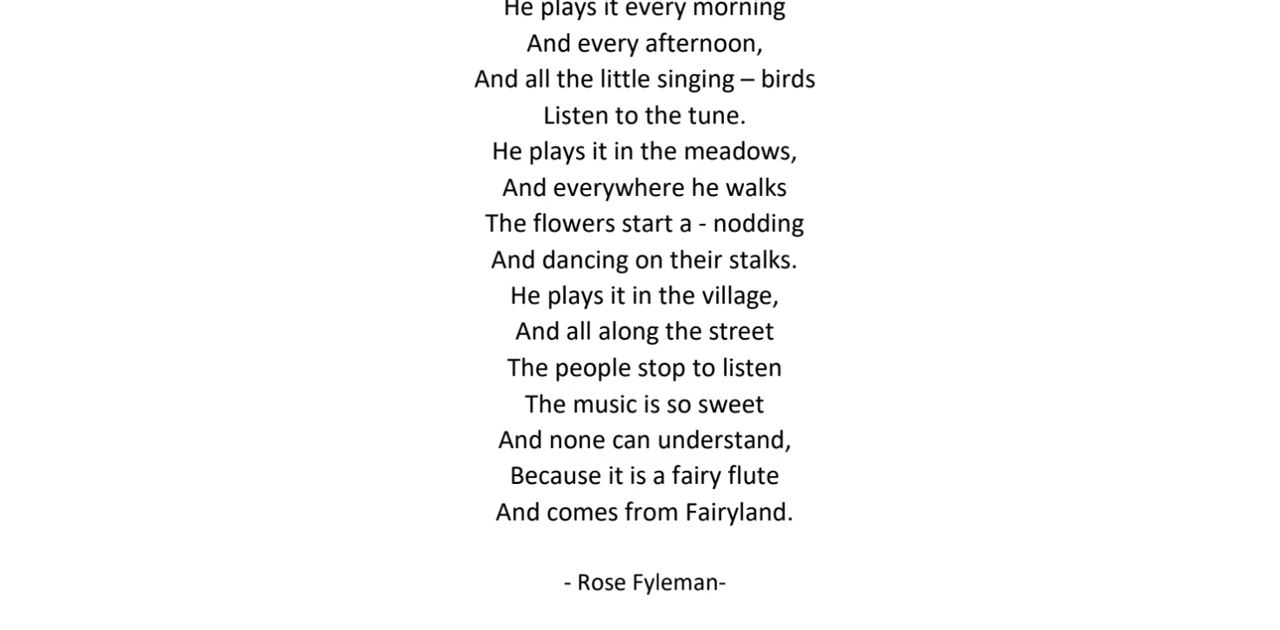 He plays it every morning
And every afternoon,
And all the little singing – birds
Listen to the tune.
He plays it in the meadows,
And everywhere he walks
The flowers start a - nodding
And dancing on their stalks.
He plays it in the village,
And all along the street
The people stop to listen
The music is so sweet
And none can understand,
Because it is a fairy flute
And comes from Fairyland.
- Rose Fyleman-